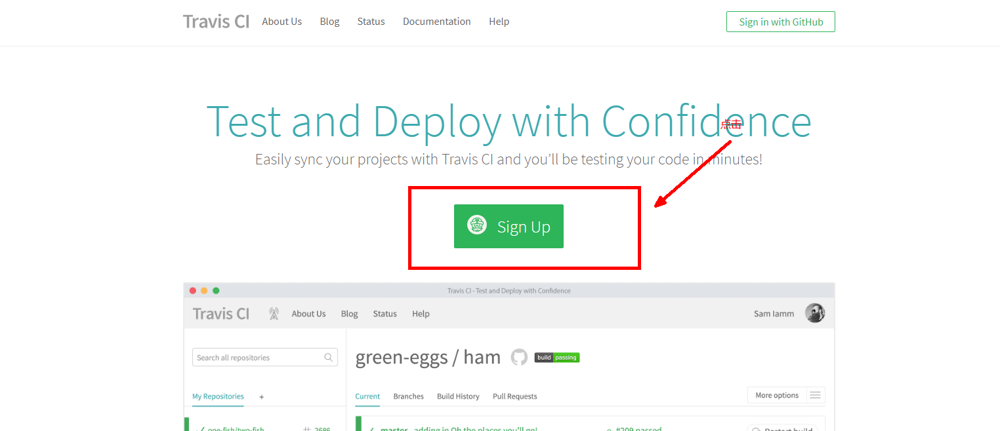 Travis CI About Us Blog Status Documentation Help Sign in with GitHub
Test and Deploy with Confidence
点击
Easily sync your projects with Travis CI and you'll be testing your code in minutes!
Sign Up
Travis CI - Test and Deploy with Confidence
Travis CI About Us Blog Status Help Sam Iamm
Search all repositories
green-eggs / ham build passing
My Repositories +
Current Branches Build History Pull Requests More options
one-fish/two-fish # 2686
master adding in Oh the places you'll go! #209 passed Restart build